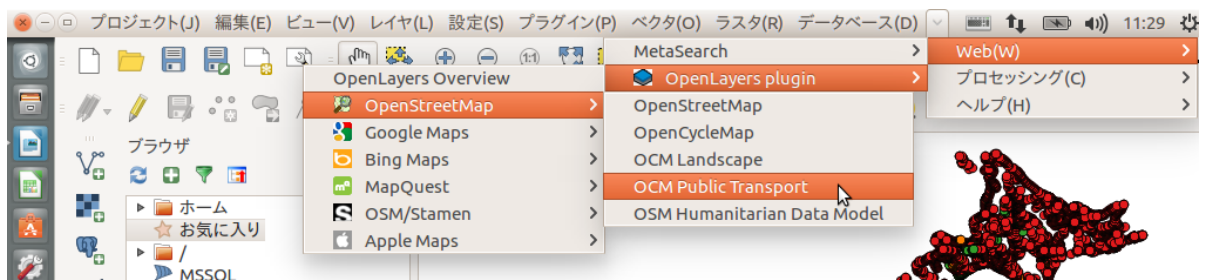 プロジェクト(J) 編集(E) ビュー(V) レイヤ(L) 設定(S) プラグイン(P) ベクタ(O) ラスタ(R) データベース(D) 11:29
MetaSearch
Web(W)
OpenLayers Overview
OpenLayers plugin
プロセッシング(C)
OpenStreetMap
OpenStreetMap
ヘルプ(H)
Google Maps
OpenCycleMap
ブラウザ
Bing Maps
OCM Landscape
MapQuest
OCM Public Transport
ホーム
OSM/Stamen
OSM Humanitarian Data Model
お気に入り
Apple Maps
/
MSSQL